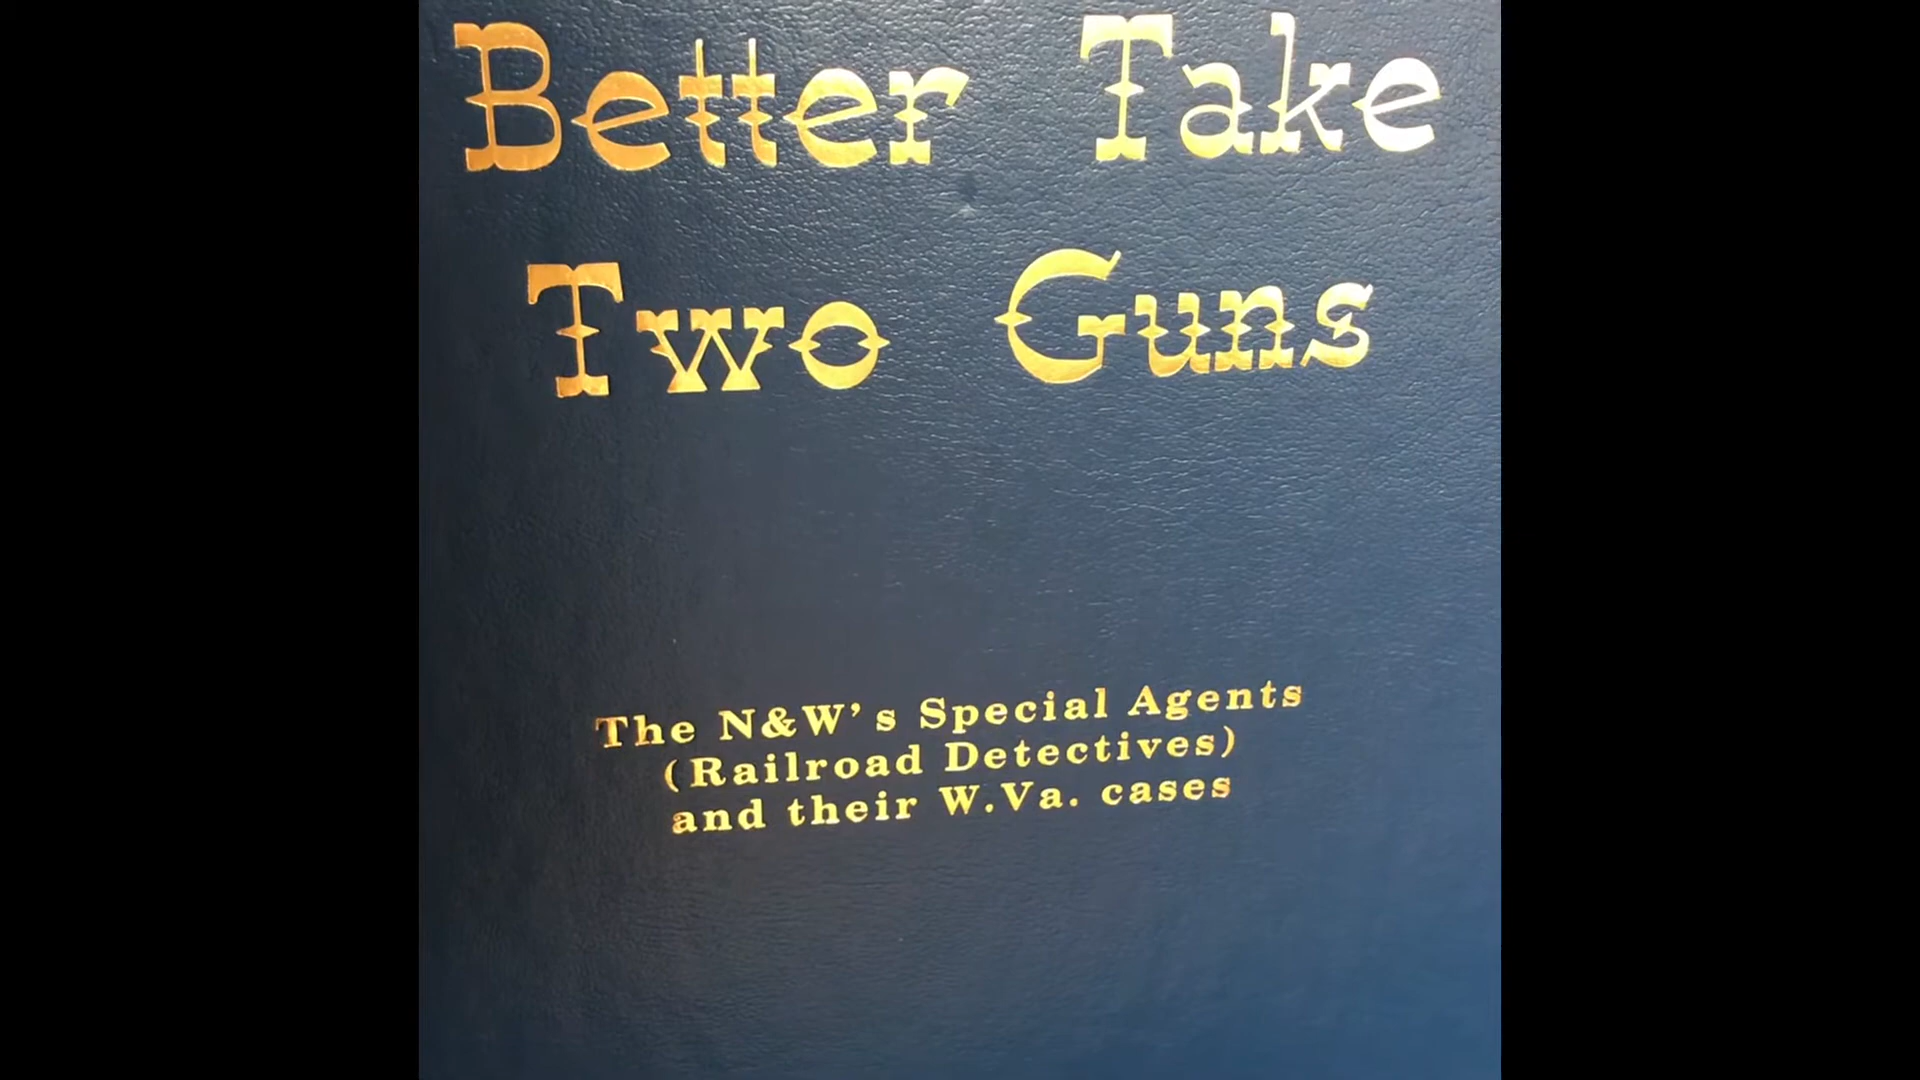 Better Take
Two Guns
The N&W's Special Agents
(Railroad Detectives)
and their W.Va. cases